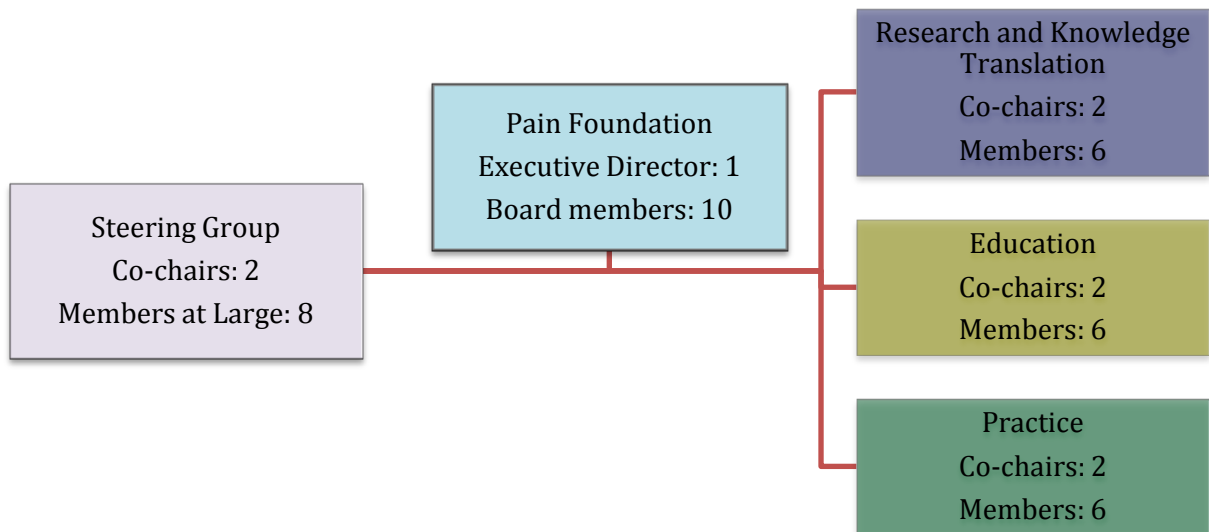 Steering Group
Co-chairs: 2
Members at Large: 8
Pain Foundation
Executive Director: 1
Board members: 10
Research and Knowledge
Translation
Co-chairs: 2
Members: 6
Education
Co-chairs: 2
Members: 6
Practice
Co-chairs: 2
Members: 6